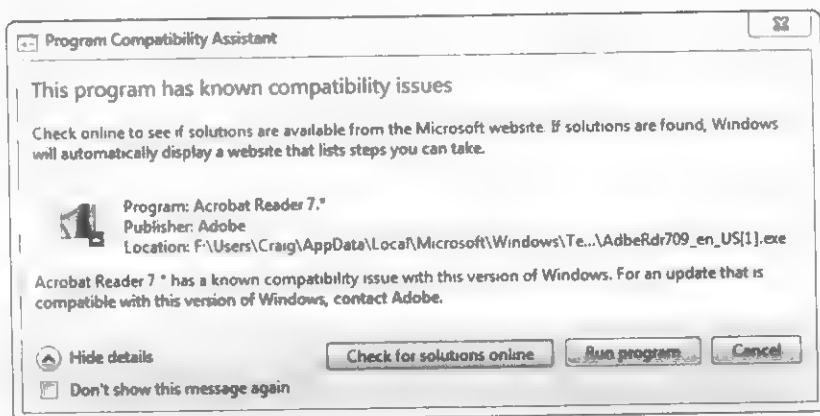 Program Compatibility Assistant
This program has known compatibility issues
Check online to see if solutions are available from the Microsoft website. If solutions are found, Windows
will automatically display a website that lists steps you can take.
Program: Acrobat Reader 7.*
Publisher: Adobe
Location: F:\Users\Craig\AppData\Local\Microsoft\Windows\Te...\AdbeRdr709_en_US[1].exe
Acrobat Reader 7.* has a known compatibility issue with this version of Windows. For an update that is
compatible with this version of Windows, contact Adobe.
Hide details
Check for solutions online
Run program
Cancel
Don't show this message again